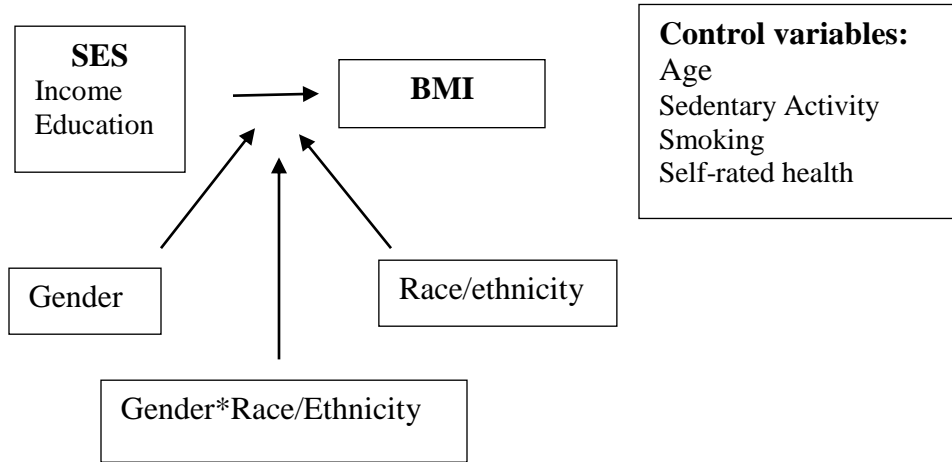 SES
Income
Education
BMI
Control variables:
Age
Sedentary Activity
Smoking
Self-rated health
Gender
Race/ethnicity
Gender*Race/Ethnicity